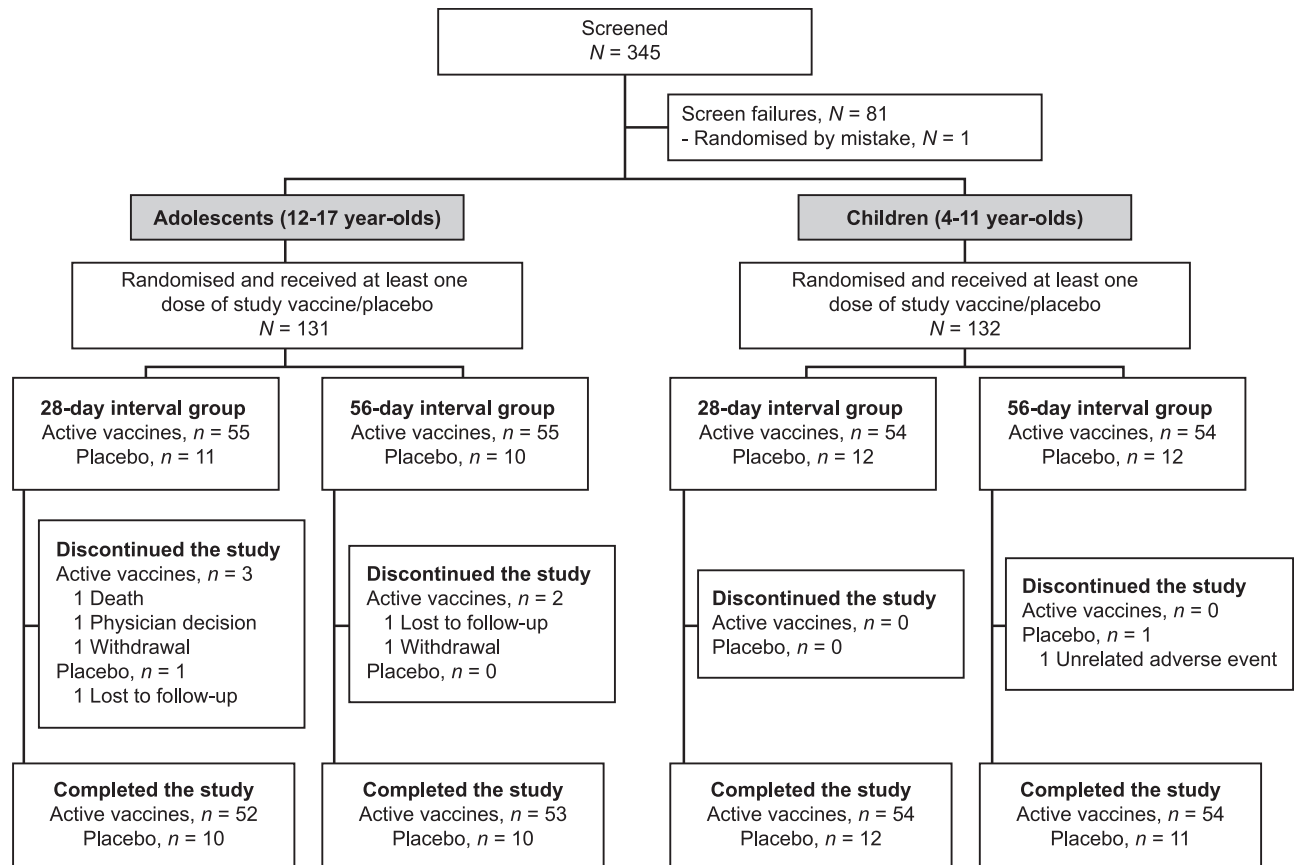 Screened
N = 345
Screen failures, N = 81
- Randomised by mistake, N = 1
Adolescents (12-17 year-olds)
Children (4-11 year-olds)
Randomised and received at least one
dose of study vaccine/placebo
N = 131
Randomised and received at least one
dose of study vaccine/placebo
N = 132
28-day interval group
Active vaccines, n = 55
Placebo, n = 11
56-day interval group
Active vaccines, n = 55
Placebo, n = 10
28-day interval group
Active vaccines, n = 54
Placebo, n = 12
56-day interval group
Active vaccines, n = 54
Placebo, n = 12
Discontinued the study
Active vaccines, n = 3
1 Death
1 Physician decision
1 Withdrawal
Placebo, n = 1
1 Lost to follow-up
Discontinued the study
Active vaccines, n = 2
1 Lost to follow-up
1 Withdrawal
Placebo, n = 0
Discontinued the study
Active vaccines, n = 0
Placebo, n = 0
Discontinued the study
Active vaccines, n = 0
Placebo, n = 1
1 Unrelated adverse event
Completed the study
Active vaccines, n = 52
Placebo, n = 10
Completed the study
Active vaccines, n = 53
Placebo, n = 10
Completed the study
Active vaccines, n = 54
Placebo, n = 12
Completed the study
Active vaccines, n = 54
Placebo, n = 11